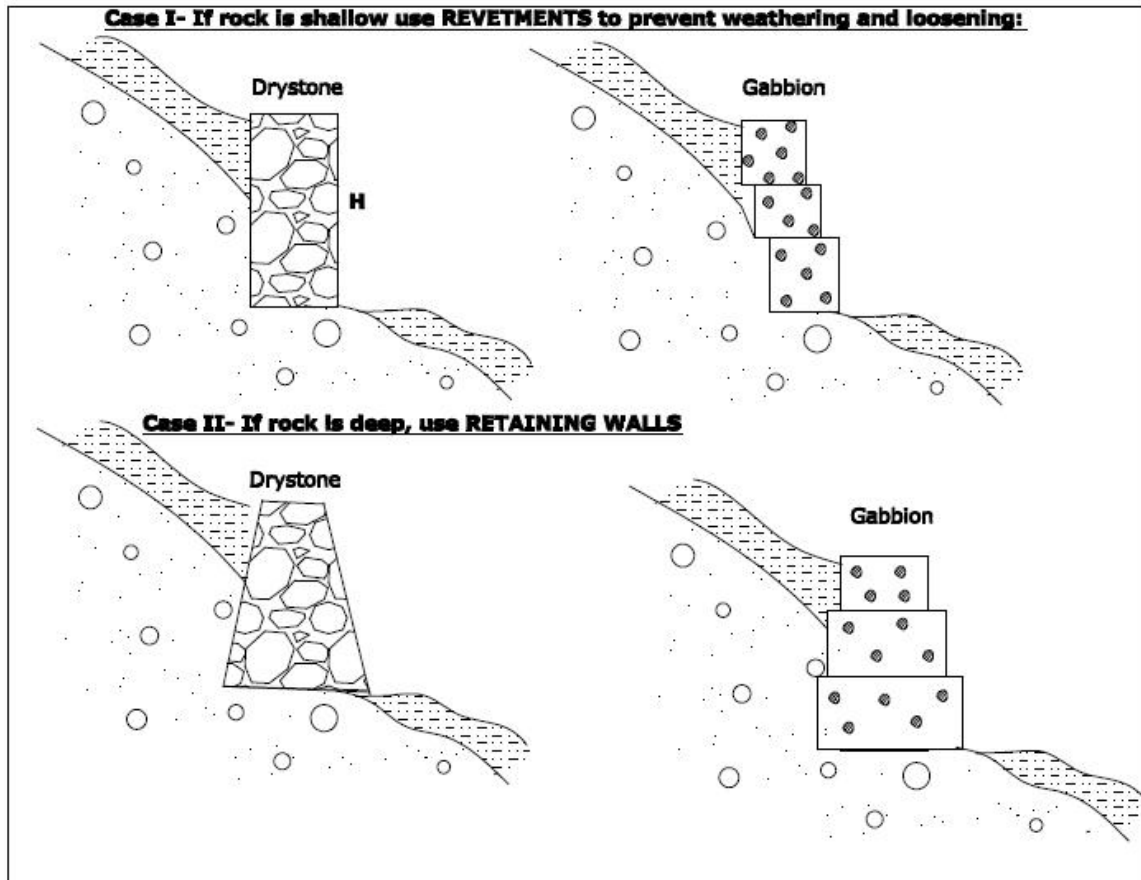 Case I- If rock is shallow use REVETMENTS to prevent weathering and loosening:
Drystone
Gabbion
H
Case II- If rock is deep, use RETAINING WALLS
Drystone
Gabbion